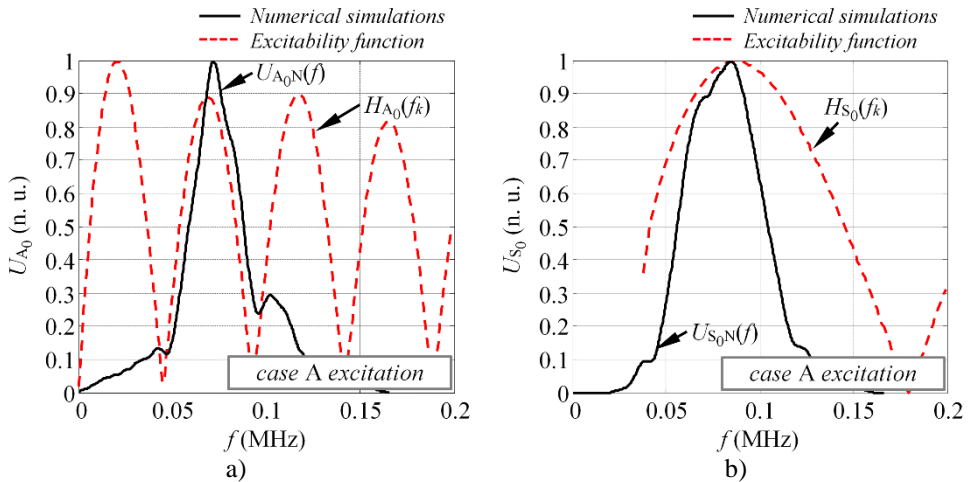 Numerical simulations
Excitability function
U_A₀ (n. u.)
1
0.9
0.8
0.7
0.6
0.5
0.4
0.3
0.2
0.1
0
U_A₀N(f)
H_A₀(f_k)
case A excitation
0 0.05 0.1 0.15 0.2
f (MHz)
a)
Numerical simulations
Excitability function
U_S₀ (n. u.)
1
0.9
0.8
0.7
0.6
0.5
0.4
0.3
0.2
0.1
0
H_S₀(f_k)
U_S₀N(f)
case A excitation
0 0.05 0.1 0.15 0.2
f (MHz)
b)